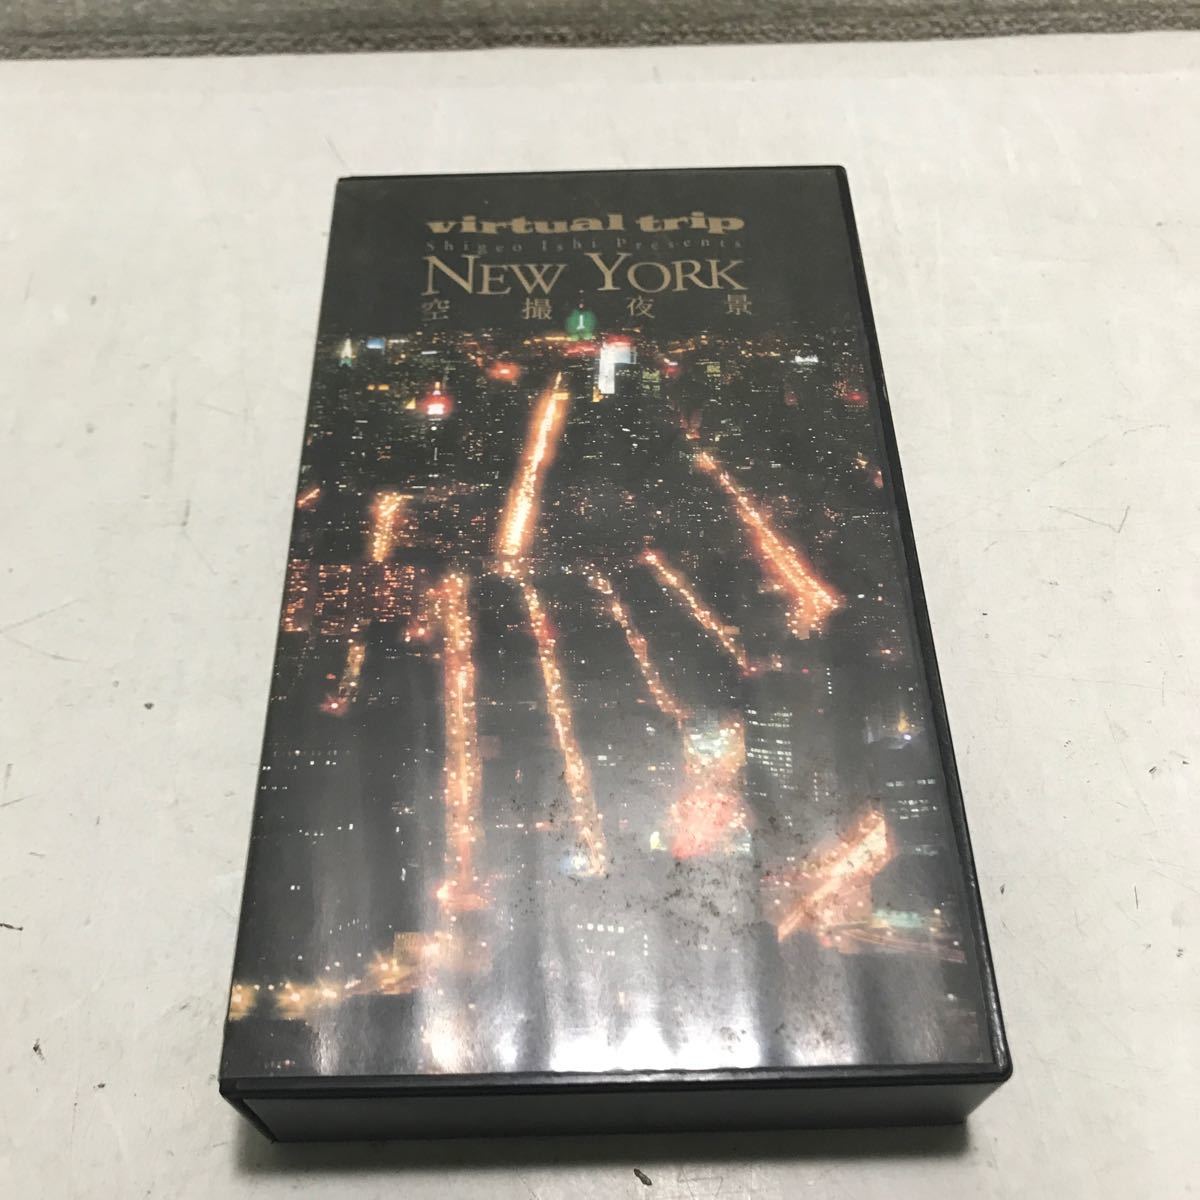 virtual trip
Shigeo Ishi Presents
NEW YORK
空撮夜景